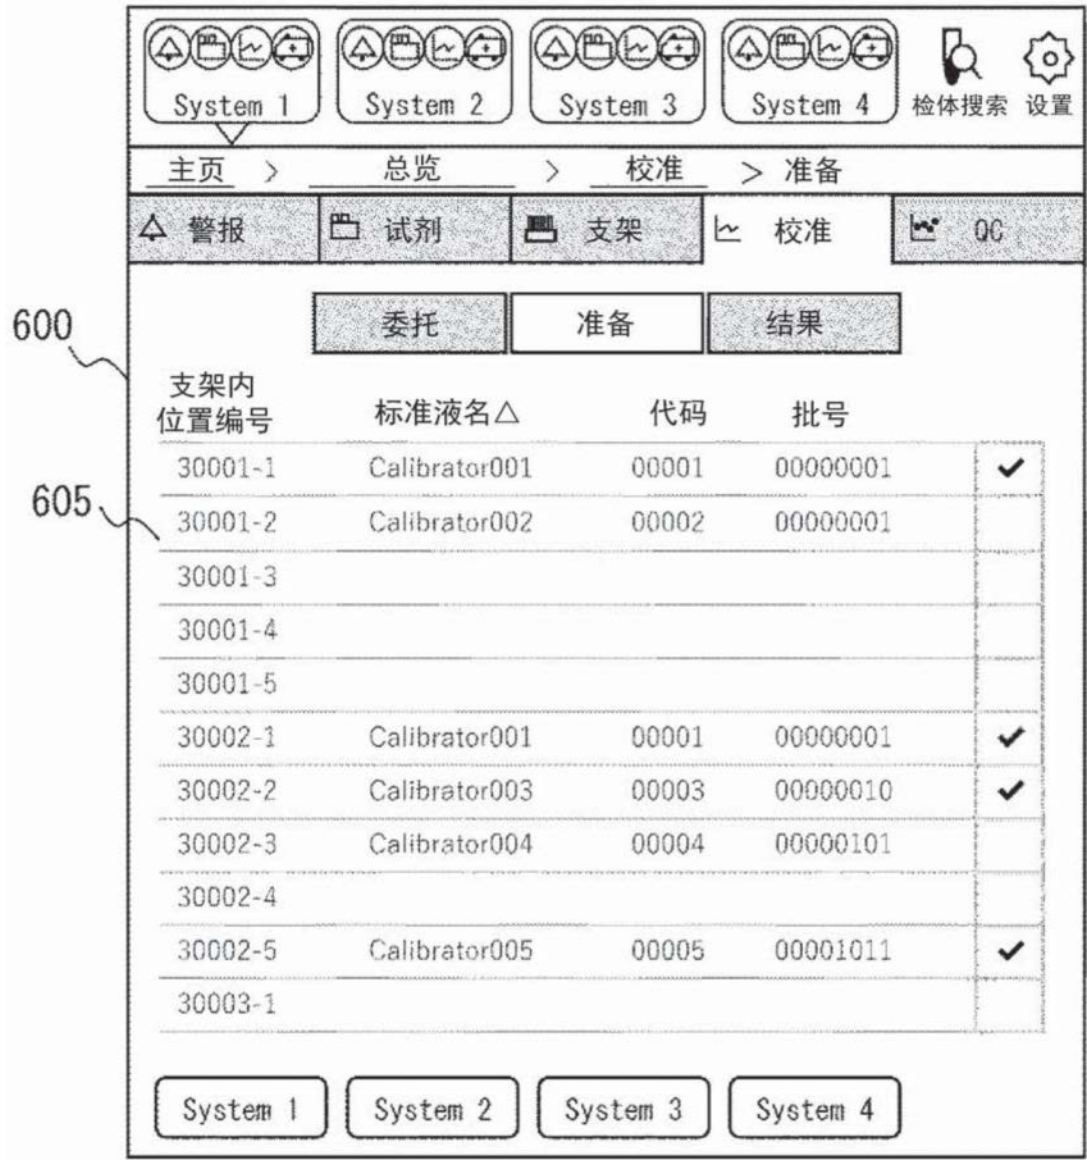 System 1 System 2 System 3 System 4 检体搜索 设置
主页 > 总览 > 校准 > 准备
警报 试剂 支架 校准 QC
委托 准备 结果
600
支架内
位置编号 标准液名△ 代码 批号
30001-1 Calibrator001 00001 00000001 ✓
605
30001-2 Calibrator002 00002 00000001
30001-3
30001-4
30001-5
30002-1 Calibrator001 00001 00000001 ✓
30002-2 Calibrator003 00003 00000010 ✓
30002-3 Calibrator004 00004 00000101
30002-4
30002-5 Calibrator005 00005 00001011 ✓
30003-1
System 1 System 2 System 3 System 4